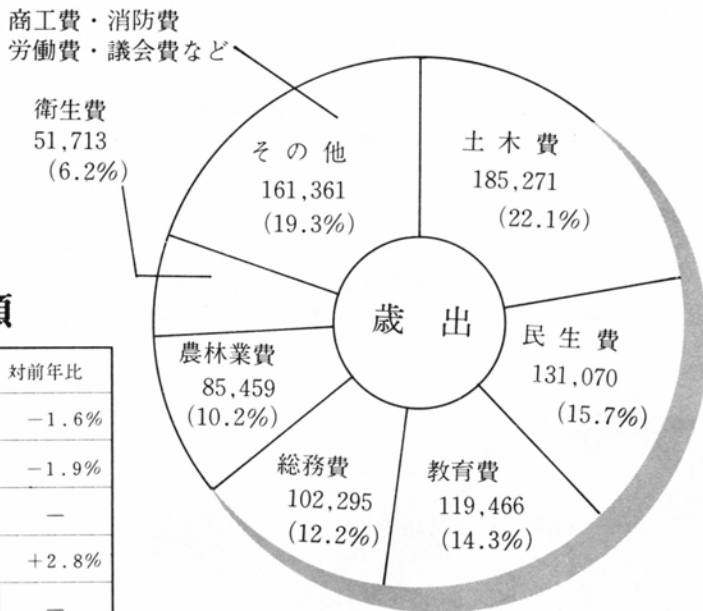 商工費・消防費
労働費・議会費など
衛生費
51,713
(6.2%)
その他
161,361
(19.3%)
土木費
185,271
(22.1%)
歳出
民生費
131,070
(15.7%)
農林業費
85,459
(10.2%)
総務費
102,295
(12.2%)
教育費
119,466
(14.3%)
額
対前年比
−1.6%
−1.9%
—
+2.8%
—